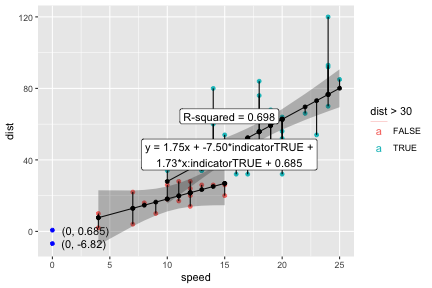 120
80
40
0
dist
R-squared = 0.698
y = 1.75x + -7.50*indicatorTRUE +
1.73*x:indicatorTRUE + 0.685
(0, 0.685)
(0, -6.82)
0 5 10 15 20 25
speed
dist > 30
FALSE
TRUE